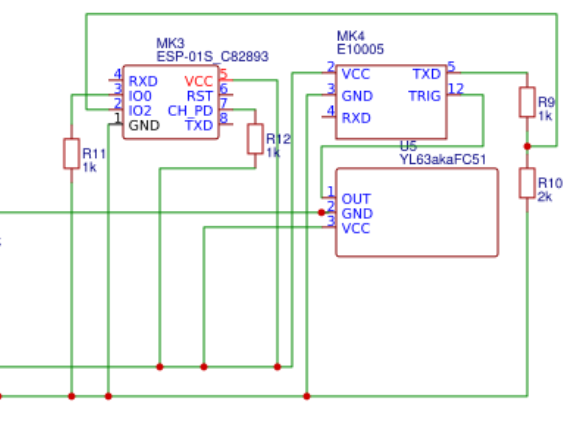 MK3
ESP-01S_C82893
4 RXD VCC 5
3 IO0 RST 6
2 IO2 CH_PD 7
1 GND TXD 8
R11
1k
R12
1k
MK4
E10005
2 VCC TXD 5
3 GND TRIG 12
4 RXD
R9
1k
R10
2k
U5
YL63akaFC51
1 OUT
2 GND
3 VCC